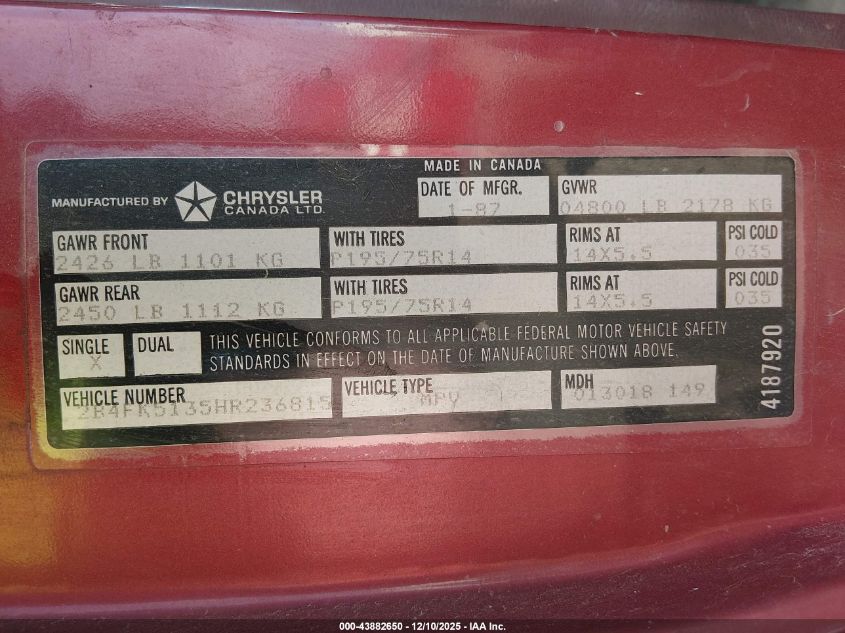 MADE IN CANADA
MANUFACTURED BY CHRYSLER CANADA LTD.
DATE OF MFGR. GVWR
1-87 04800 LB 2178 KG
GAWR FRONT WITH TIRES RIMS AT PSI COLD
2426 LB 1101 KG P195/75R14 14X5.5 035
GAWR REAR WITH TIRES RIMS AT PSI COLD
2450 LB 1112 KG P195/75R14 14X5.5 035
SINGLE DUAL
X
THIS VEHICLE CONFORMS TO ALL APPLICABLE FEDERAL MOTOR VEHICLE SAFETY
STANDARDS IN EFFECT ON THE DATE OF MANUFACTURE SHOWN ABOVE.
VEHICLE NUMBER VEHICLE TYPE MDH
2B4FK5135HR236815 MPV 013018 149
4187920
000-43882650 - 12/10/2025 - IAA Inc.